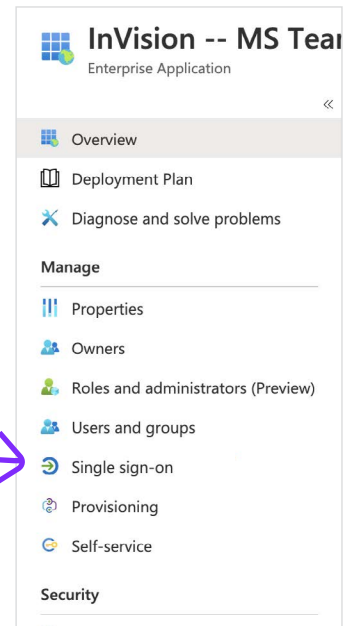 InVision -- MS Tear
Enterprise Application
«
Overview
Deployment Plan
Diagnose and solve problems
Manage
Properties
Owners
Roles and administrators (Preview)
Users and groups
Single sign-on
Provisioning
Self-service
Security